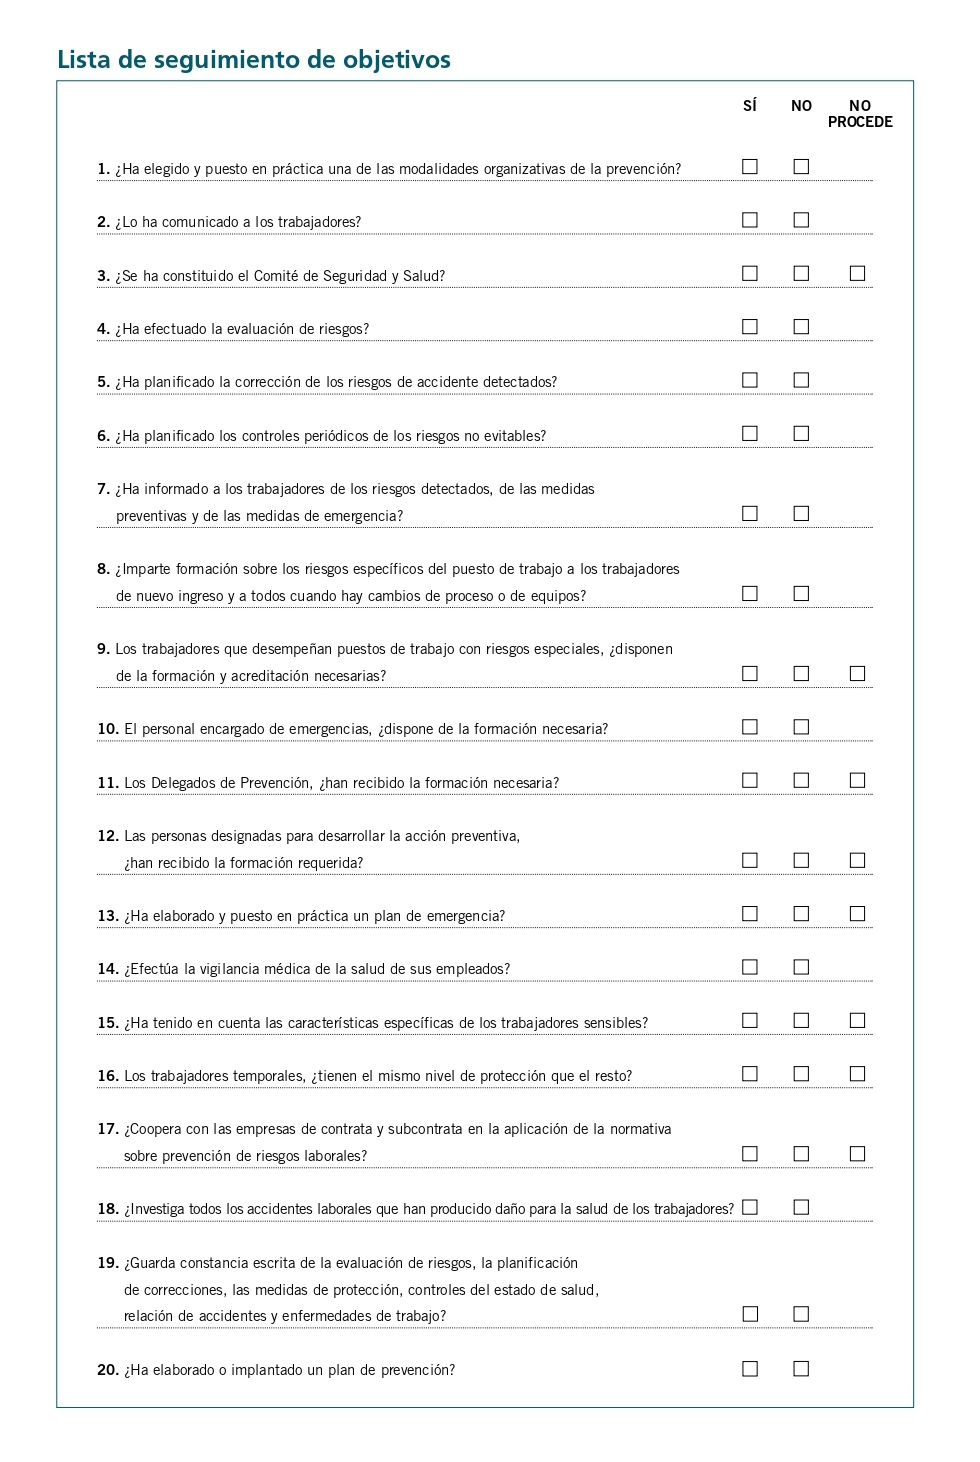 Lista de seguimiento de objetivos
SÍ NO NO
PROCEDE
1. ¿Ha elegido y puesto en práctica una de las modalidades organizativas de la prevención?
2. ¿Lo ha comunicado a los trabajadores?
3. ¿Se ha constituido el Comité de Seguridad y Salud?
4. ¿Ha efectuado la evaluación de riesgos?
5. ¿Ha planificado la corrección de los riesgos de accidente detectados?
6. ¿Ha planificado los controles periódicos de los riesgos no evitables?
7. ¿Ha informado a los trabajadores de los riesgos detectados, de las medidas
preventivas y de las medidas de emergencia?
8. ¿Imparte formación sobre los riesgos específicos del puesto de trabajo a los trabajadores
de nuevo ingreso y a todos cuando hay cambios de proceso o de equipos?
9. Los trabajadores que desempeñan puestos de trabajo con riesgos especiales, ¿disponen
de la formación y acreditación necesarias?
10. El personal encargado de emergencias, ¿dispone de la formación necesaria?
11. Los Delegados de Prevención, ¿han recibido la formación necesaria?
12. Las personas designadas para desarrollar la acción preventiva,
¿han recibido la formación requerida?
13. ¿Ha elaborado y puesto en práctica un plan de emergencia?
14. ¿Efectúa la vigilancia médica de la salud de sus empleados?
15. ¿Ha tenido en cuenta las características específicas de los trabajadores sensibles?
16. Los trabajadores temporales, ¿tienen el mismo nivel de protección que el resto?
17. ¿Coopera con las empresas de contrata y subcontrata en la aplicación de la normativa
sobre prevención de riesgos laborales?
18. ¿Investiga todos los accidentes laborales que han producido daño para la salud de los trabajadores?
19. ¿Guarda constancia escrita de la evaluación de riesgos, la planificación
de correcciones, las medidas de protección, controles del estado de salud,
relación de accidentes y enfermedades de trabajo?
20. ¿Ha elaborado o implantado un plan de prevención?